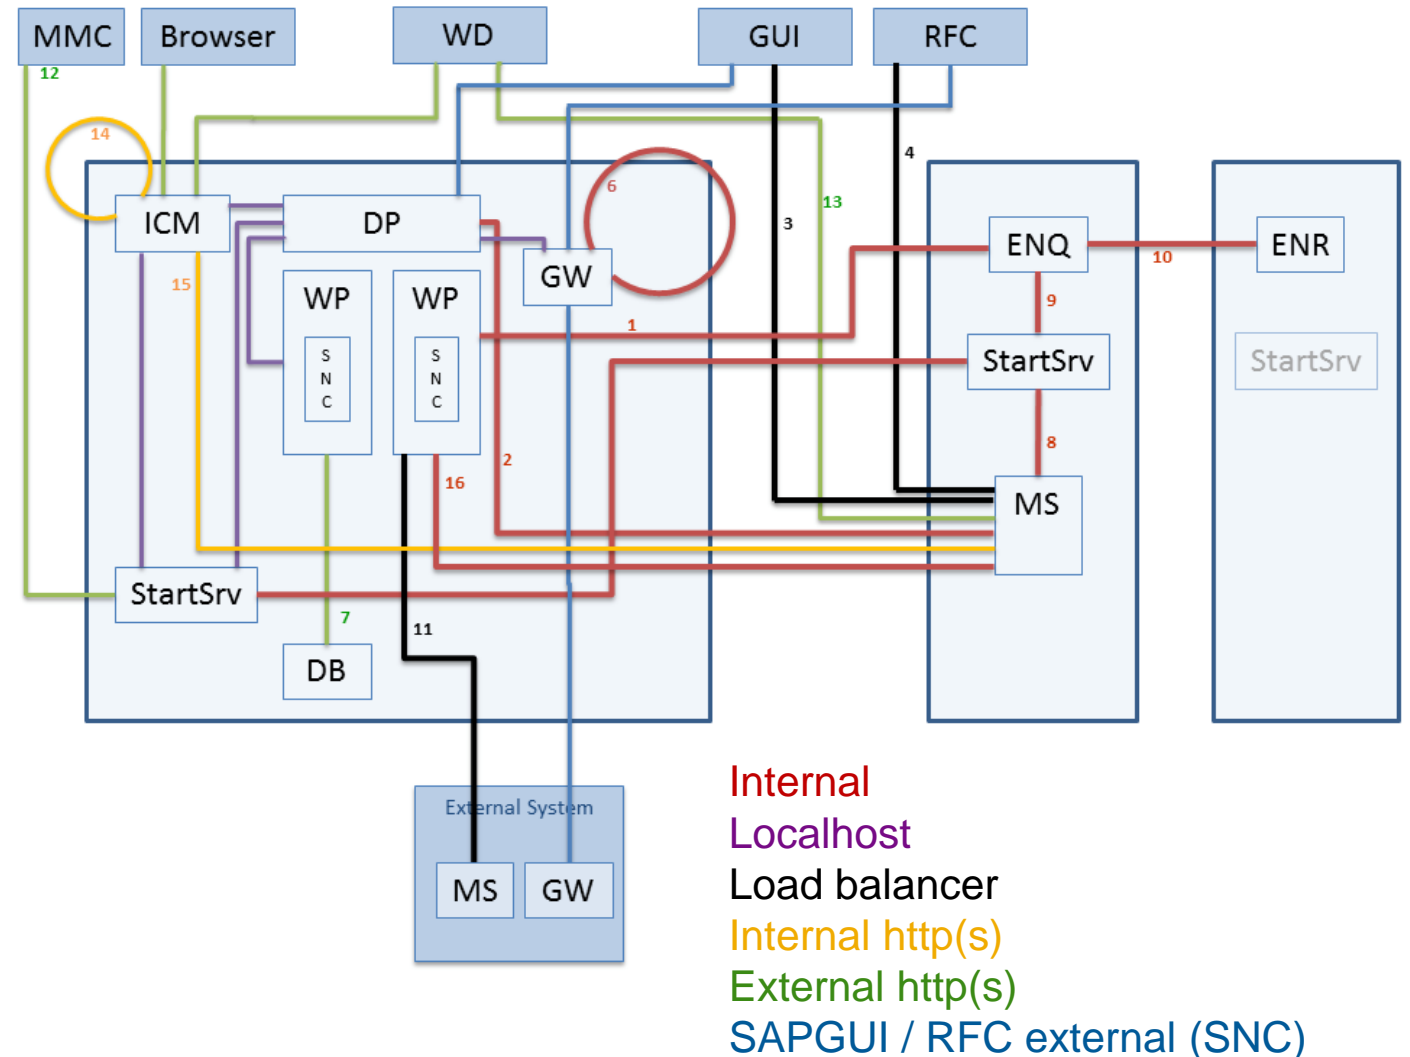 MMC
Browser
WD
GUI
RFC
12
14
4
6
13
3
ICM
DP
GW
ENQ
10
ENR
15
WP
WP
1
9
S
N
C
S
N
C
StartSrv
StartSrv
2
16
8
MS
StartSrv
7
11
DB
External System
MS
GW
Internal
Localhost
Load balancer
Internal http(s)
External http(s)
SAPGUI / RFC external (SNC)